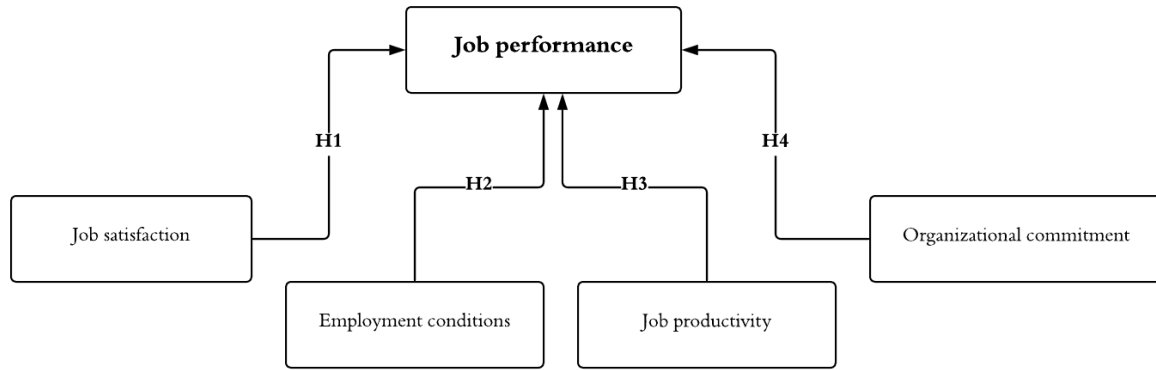 Job performance
H1
H4
H2
H3
Job satisfaction
Organizational commitment
Employment conditions
Job productivity